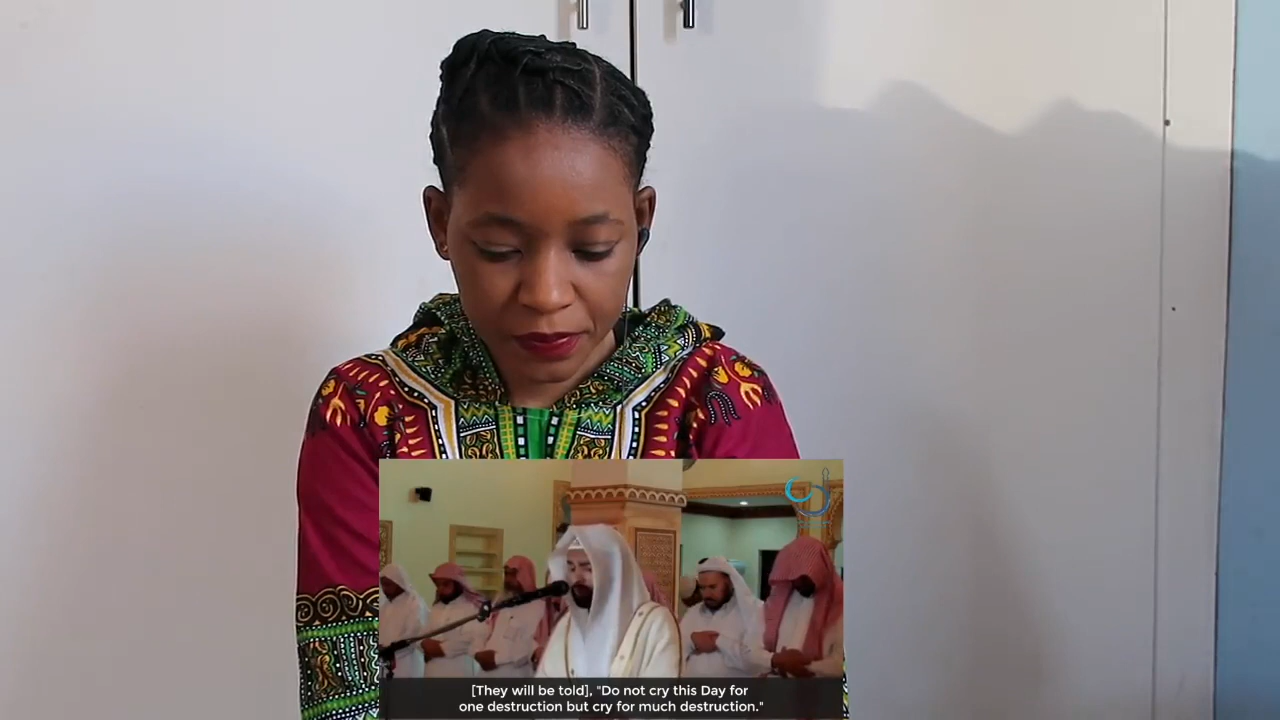 [They will be told], "Do not cry this Day for
one destruction but cry for much destruction."